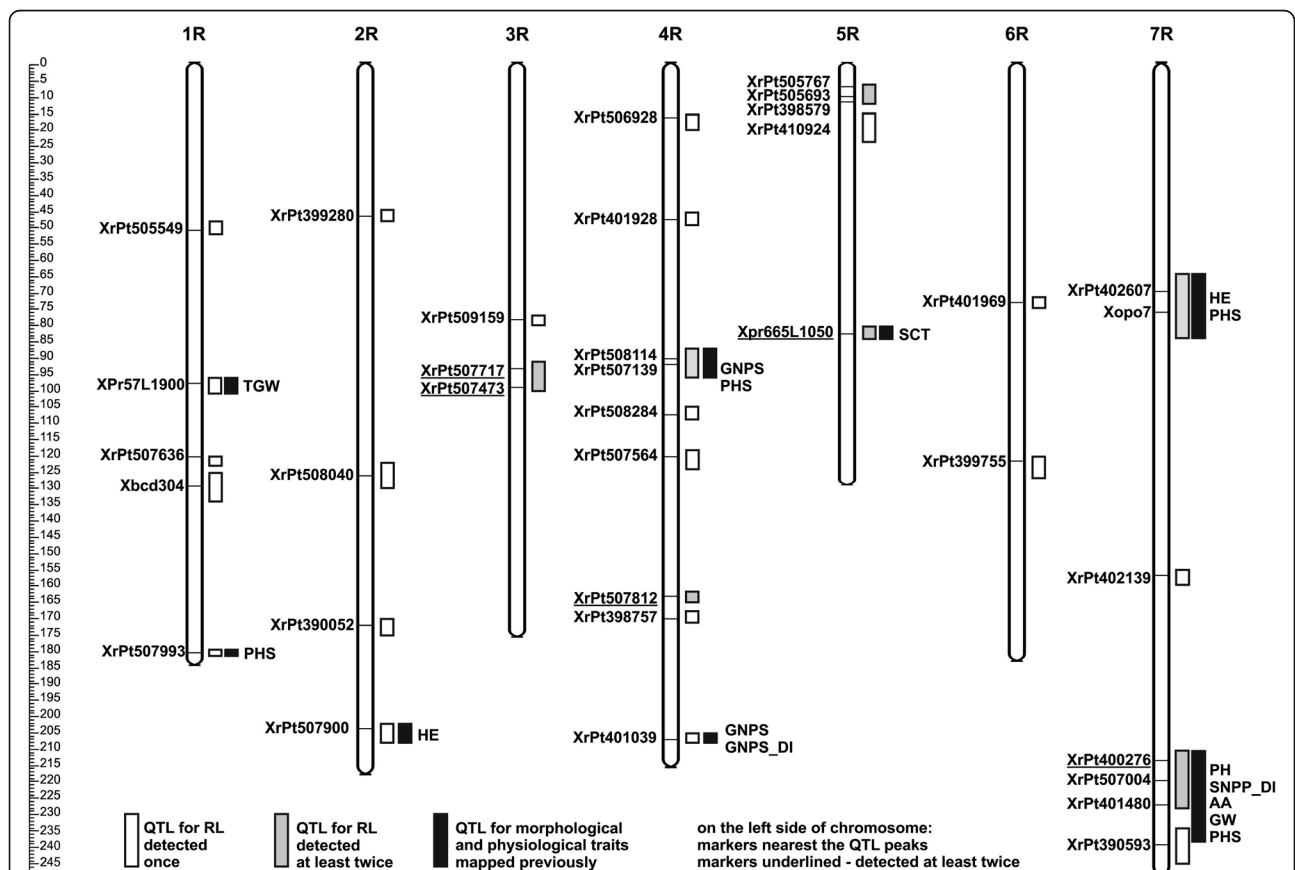 1R 2R 3R 4R 5R 6R 7R
0
5
10
15
20
25
30
35
40
45
50
55
60
65
70
75
80
85
90
95
100
105
110
115
120
125
130
135
140
145
150
155
160
165
170
175
180
185
190
195
200
205
210
215
220
225
230
235
240
245
XrPt505549
XPr57L1900
TGW
XrPt507636
Xbcd304
XrPt507993
PHS
XrPt399280
XrPt508040
XrPt390052
XrPt507900
HE
XrPt509159
XrPt507717
XrPt507473
XrPt506928
XrPt401928
XrPt508114
XrPt507139
GNPS
PHS
XrPt508284
XrPt507564
XrPt507812
XrPt398757
XrPt401039
GNPS
GNPS_DI
XrPt505767
XrPt505693
XrPt398579
XrPt410924
Xpr665L1050
SCT
XrPt401969
XrPt399755
XrPt402607
Xopo7
HE
PHS
XrPt402139
XrPt400276
XrPt507004
XrPt401480
XrPt390593
PH
SNPP_DI
AA
GW
PHS
QTL for RL
detected
once
QTL for RL
detected
at least twice
QTL for morphological
and physiological traits
mapped previously
on the left side of chromosome:
markers nearest the QTL peaks
markers underlined - detected at least twice